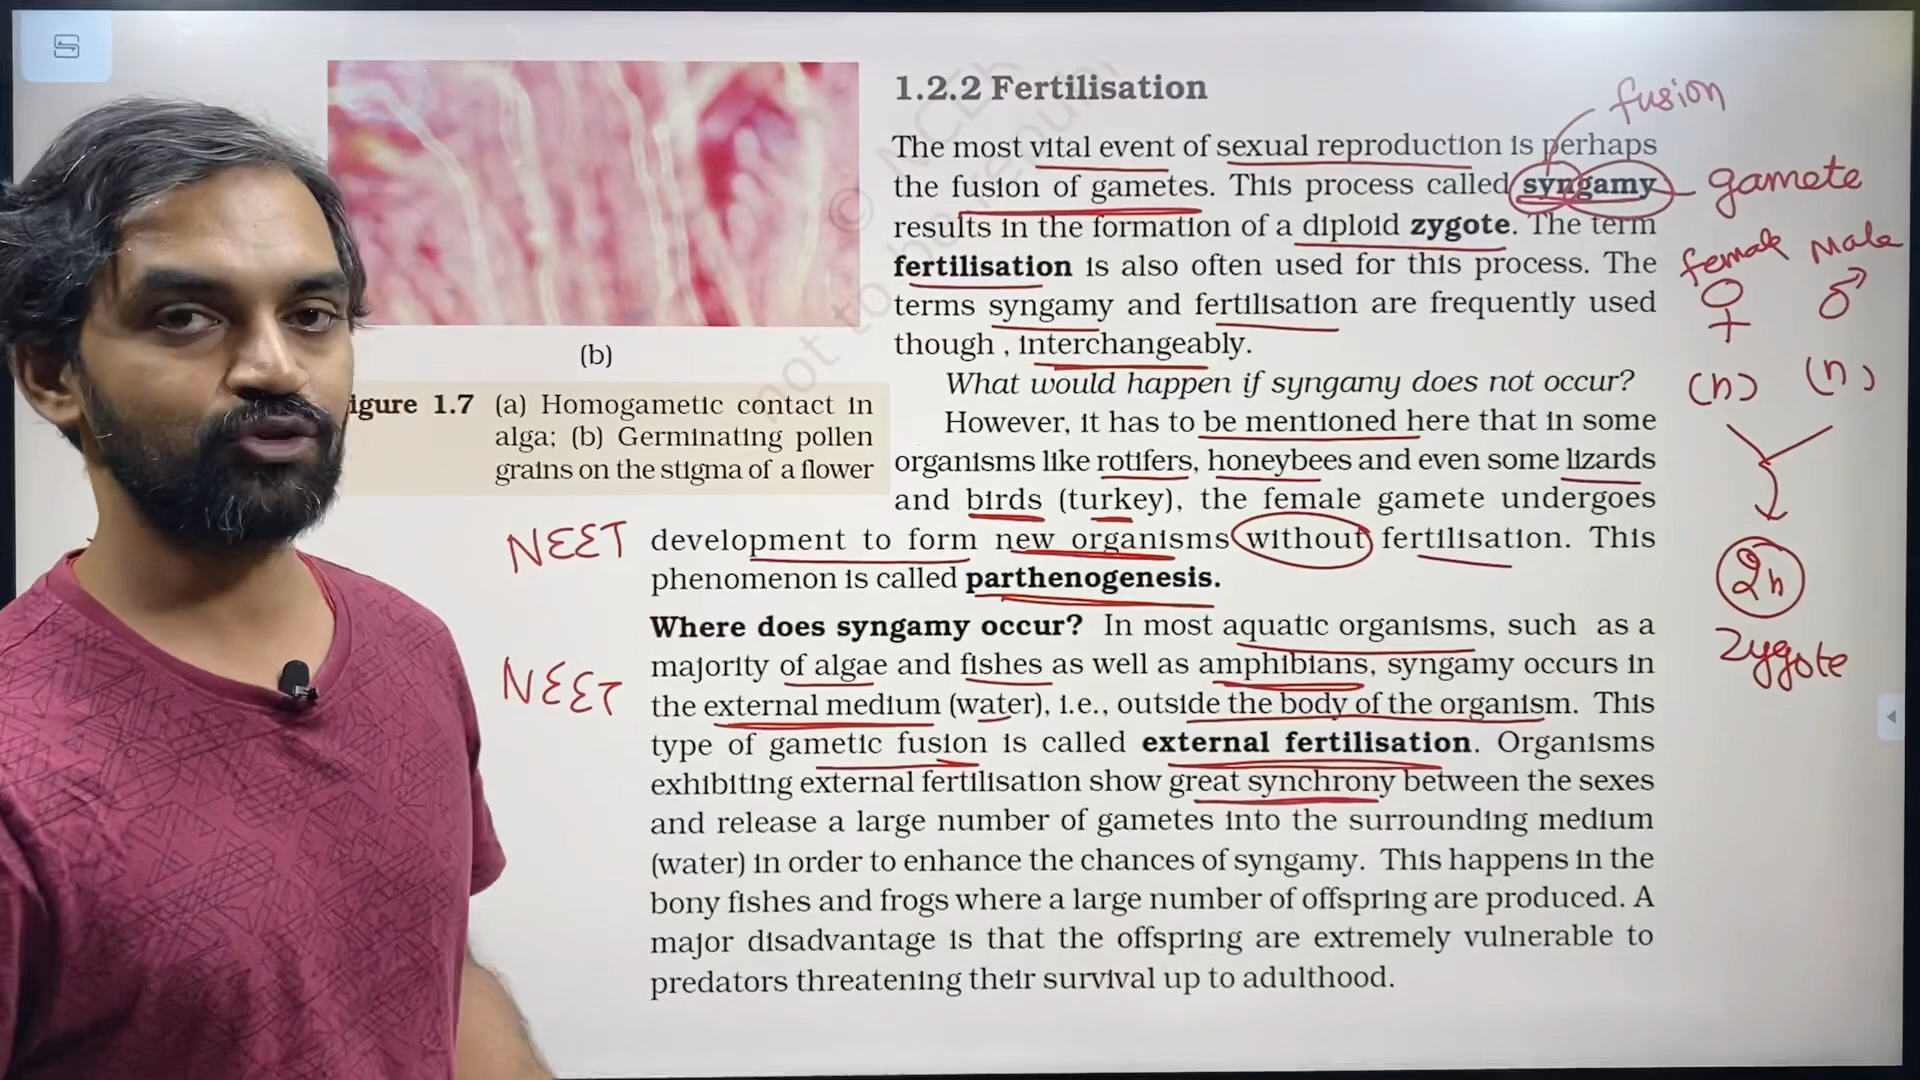 1.2.2 Fertilisation
fusion
The most vital event of sexual reproduction is perhaps
the fusion of gametes. This process called syngamy
gamete
results in the formation of a diploid zygote. The term
female Male
fertilisation is also often used for this process. The
♀ ♂
terms syngamy and fertilisation are frequently used
though , interchangeably.
(n) (n)
What would happen if syngamy does not occur?
However, it has to be mentioned here that in some
organisms like rotifers, honeybees and even some lizards
and birds (turkey), the female gamete undergoes
development to form new organisms without fertilisation. This
phenomenon is called parthenogenesis.
NEET
2n
zygote
(b)
igure 1.7 (a) Homogametic contact in
alga; (b) Germinating pollen
grains on the stigma of a flower
Where does syngamy occur? In most aquatic organisms, such as a
majority of algae and fishes as well as amphibians, syngamy occurs in
NEET
the external medium (water), i.e., outside the body of the organism. This
type of gametic fusion is called external fertilisation. Organisms
exhibiting external fertilisation show great synchrony between the sexes
and release a large number of gametes into the surrounding medium
(water) in order to enhance the chances of syngamy. This happens in the
bony fishes and frogs where a large number of offspring are produced. A
major disadvantage is that the offspring are extremely vulnerable to
predators threatening their survival up to adulthood.